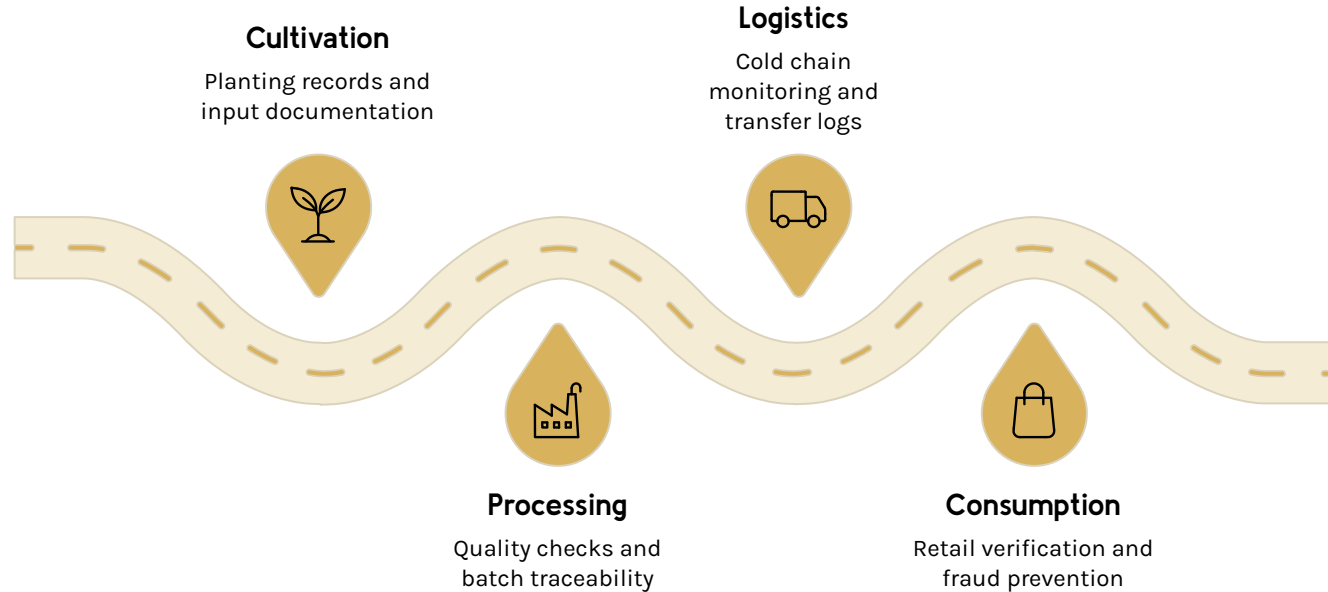 Cultivation
Planting records and
input documentation
Processing
Quality checks and
batch traceability
Logistics
Cold chain
monitoring and
transfer logs
Consumption
Retail verification and
fraud prevention